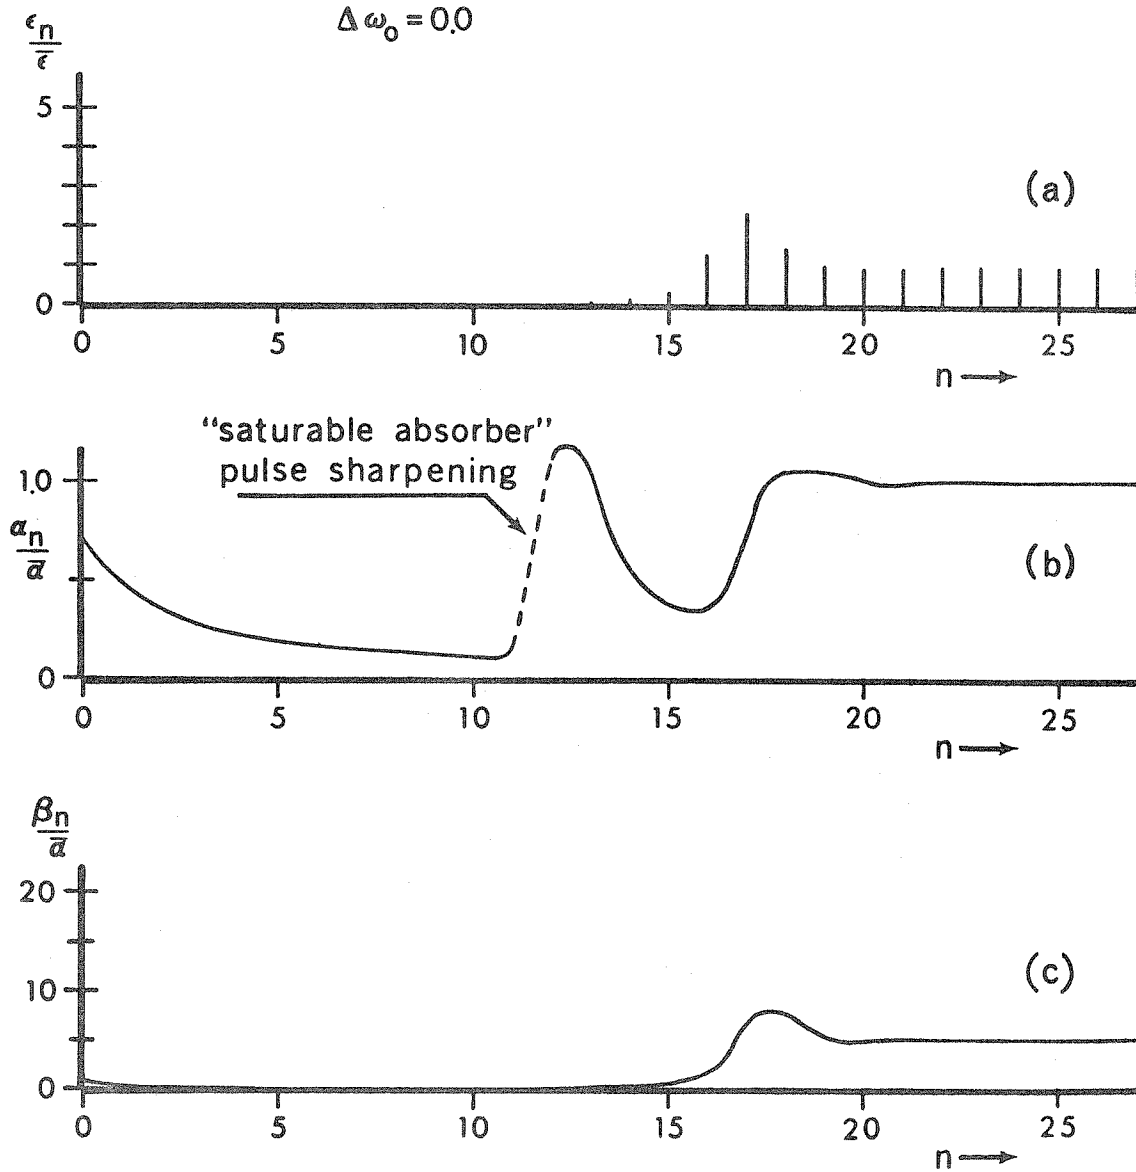 Δω₀ = 0.0
εn/ε̄
5
0
(a)
0 5 10 15 20 25
n →
"saturable absorber"
pulse sharpening
1.0
αn/ᾱ
0
(b)
0 5 10 15 20 25
n →
βn/ᾱ
20
10
0
(c)
0 5 10 15 20 25
n →